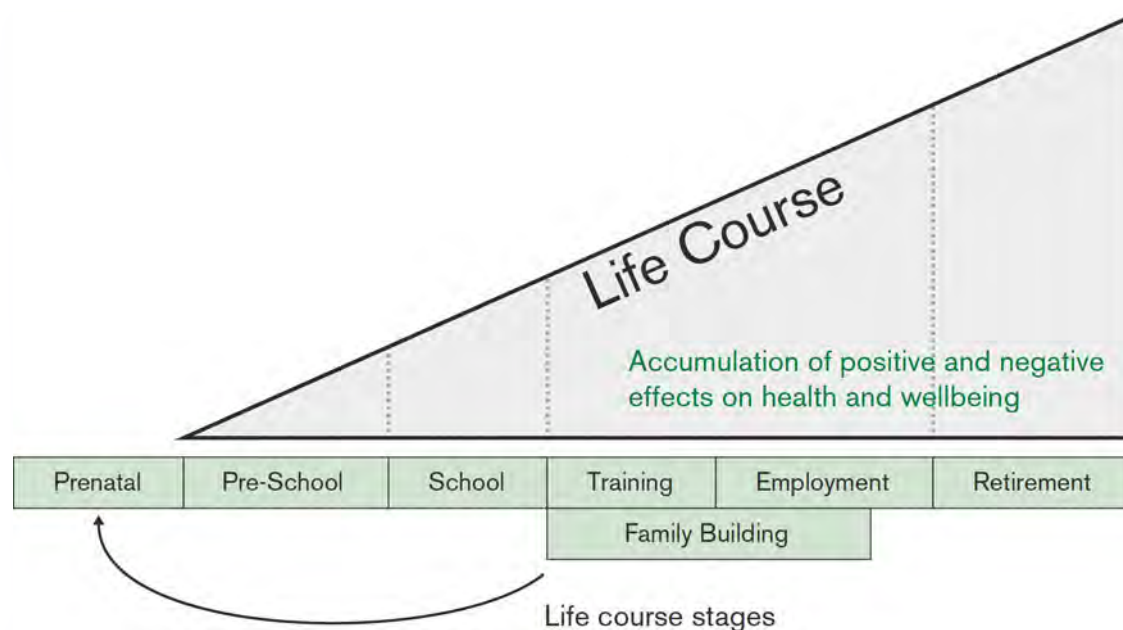 Life Course
Accumulation of positive and negative
effects on health and wellbeing
Prenatal
Pre-School
School
Training
Employment
Retirement
Family Building
Life course stages